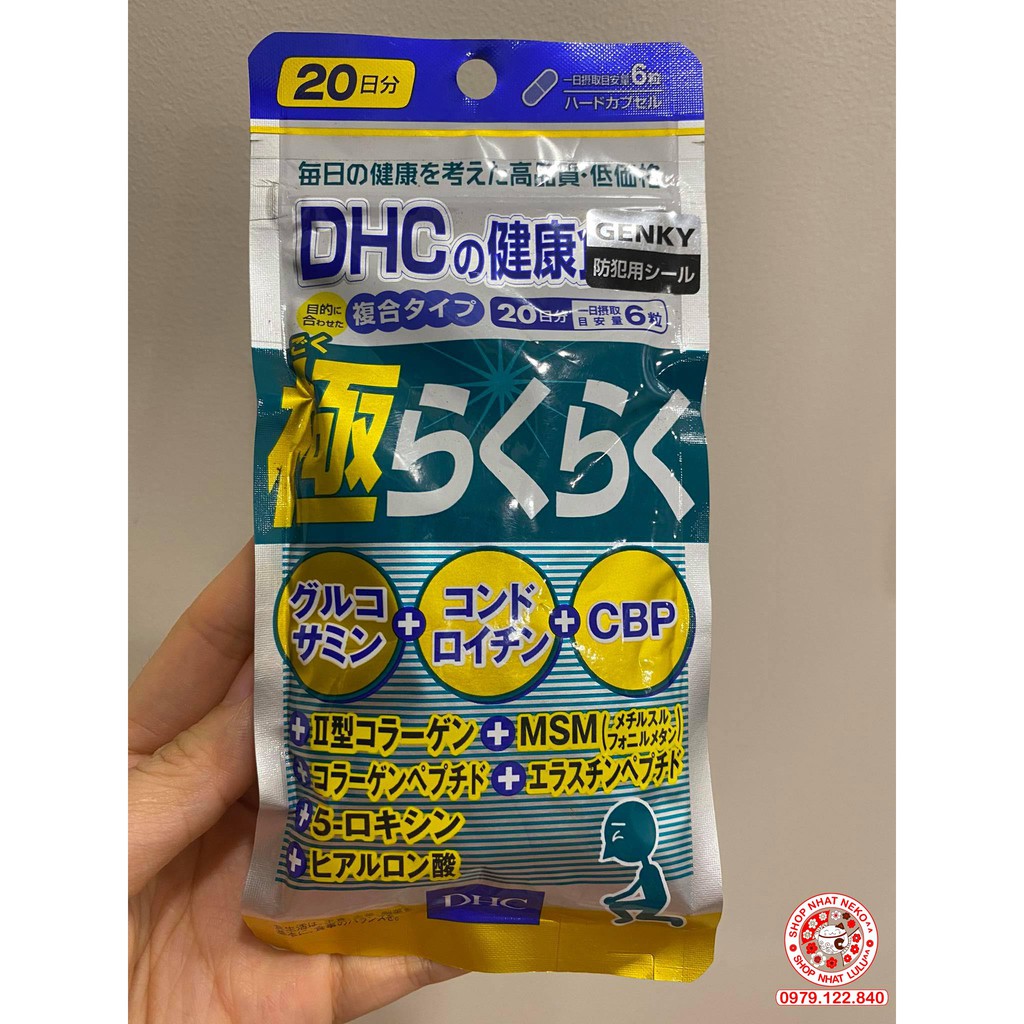 20日分
一日摂取目安量6粒
ハードカプセル
毎日の健康を考えた高品質・低価格
DHCの健康食
GENKY
防犯用シール
目的に
合わせた
複合タイプ
20日分
一日摂取
目安量
6粒
ごく
極らくらく
グルコ
サミン
+
コンド
ロイチン
+
CBP
+ II型コラーゲン + MSM(メチルスル
フォニルメタン)
+ コラーゲンペプチド + エラスチンペプチド
+ 5-ロキシン
+ ヒアルロン酸
DHC
SHOP NHAT NEKO^^
SHOP NHAT LULU^^
0979.122.840